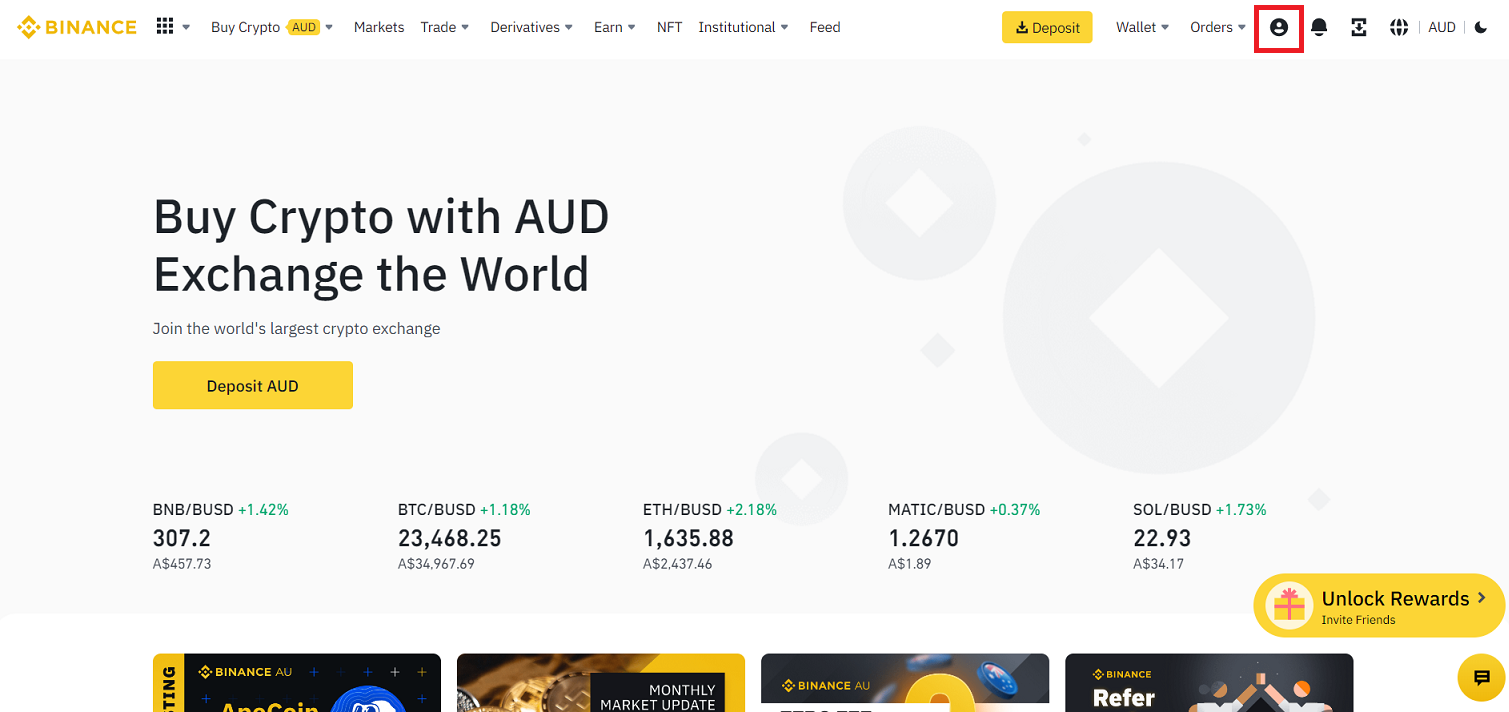 BINANCE Buy Crypto AUD Markets Trade Derivatives Earn NFT Institutional Feed Deposit Wallet Orders AUD
Buy Crypto with AUD
Exchange the World
Join the world's largest crypto exchange
Deposit AUD
BNB/BUSD +1.42% BTC/BUSD +1.18% ETH/BUSD +2.18% MATIC/BUSD +0.37% SOL/BUSD +1.73%
307.2 23,468.25 1,635.88 1.2670 22.93
A$457.73 A$34,967.69 A$2,437.46 A$1.89 A$34.17
Unlock Rewards
Invite Friends
BINANCE AU
ApeCoin
MONTHLY
MARKET UPDATE
BINANCE AU
BINANCE
Refer